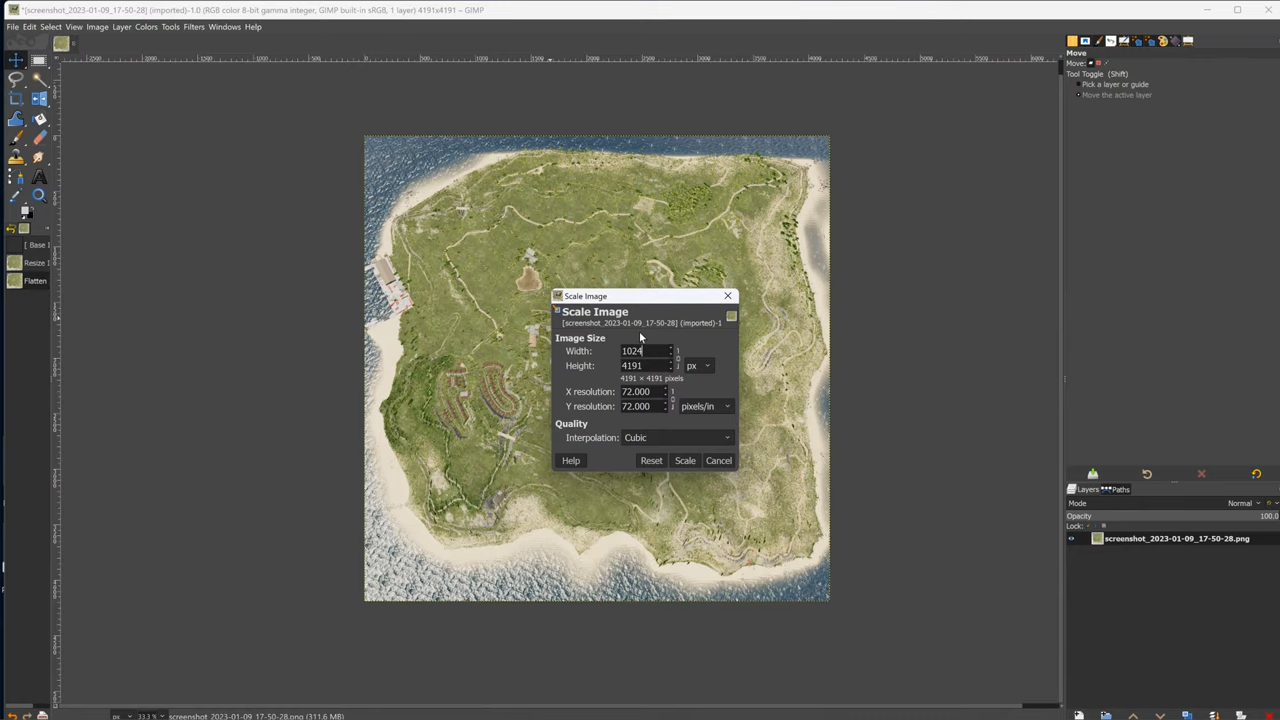 *[screenshot_2023-01-09_17-50-28] (imported)-1.0 (RGB color 8-bit gamma integer, GIMP built-in sRGB, 1 layer) 4191x4191 – GIMP
File Edit Select View Image Layer Colors Tools Filters Windows Help
Move
Move:
Tool Toggle (Shift)
Pick a layer or guide
Move the active layer
[ Base I
Resize I
Flatten
Scale Image
Scale Image
[screenshot_2023-01-09_17-50-28] (imported)-1
Image Size
Width: 1024
Height: 4191 px
4191 × 4191 pixels
X resolution: 72.000
Y resolution: 72.000 pixels/in
Quality
Interpolation: Cubic
Help Reset Scale Cancel
Layers Paths
Mode Normal
Opacity 100.0
Lock:
screenshot_2023-01-09_17-50-28.png
px 33.3 % screenshot_2023-01-09_17-50-28.png (311.6 MB)